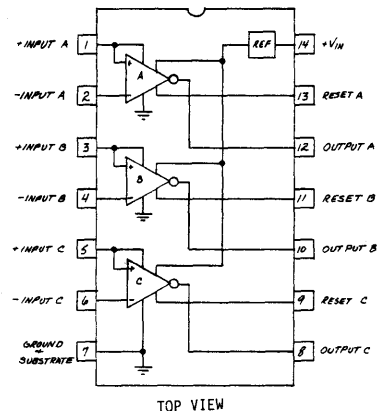 +INPUT A 1
-INPUT A 2
+INPUT B 3
-INPUT B 4
+INPUT C 5
-INPUT C 6
GROUND + SUBSTRATE 7
+
-
A
+
-
B
+
-
C
REF
14 +VIN
13 RESET A
12 OUTPUT A
11 RESET B
10 OUTPUT B
9 RESET C
8 OUTPUT C
TOP VIEW